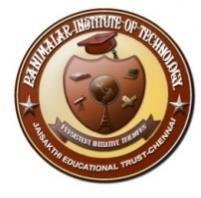 PANIMALAR INSTITUTE OF TECHNOLOGY
JAISAKTHI EDUCATIONAL TRUST-CHENNAI